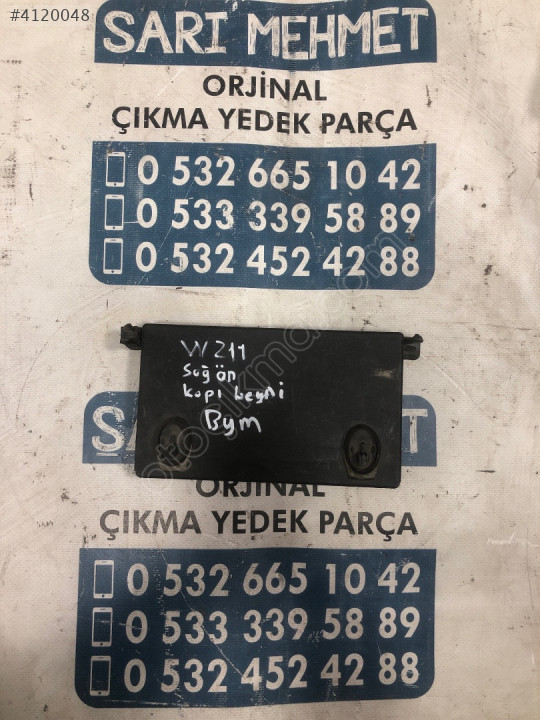 #4120048
SARI MEHMET
ORJİNAL
ÇIKMA YEDEK PARÇA
0 532 665 10 42
0 533 339 58 89
0 532 452 42 88
W211
sağ ön
kapı beyni
Bym
ORJİNAL
ÇIKMA YEDEK PARÇA
0 532 665 10 42
0 533 339 58 89
0 532 452 42 88